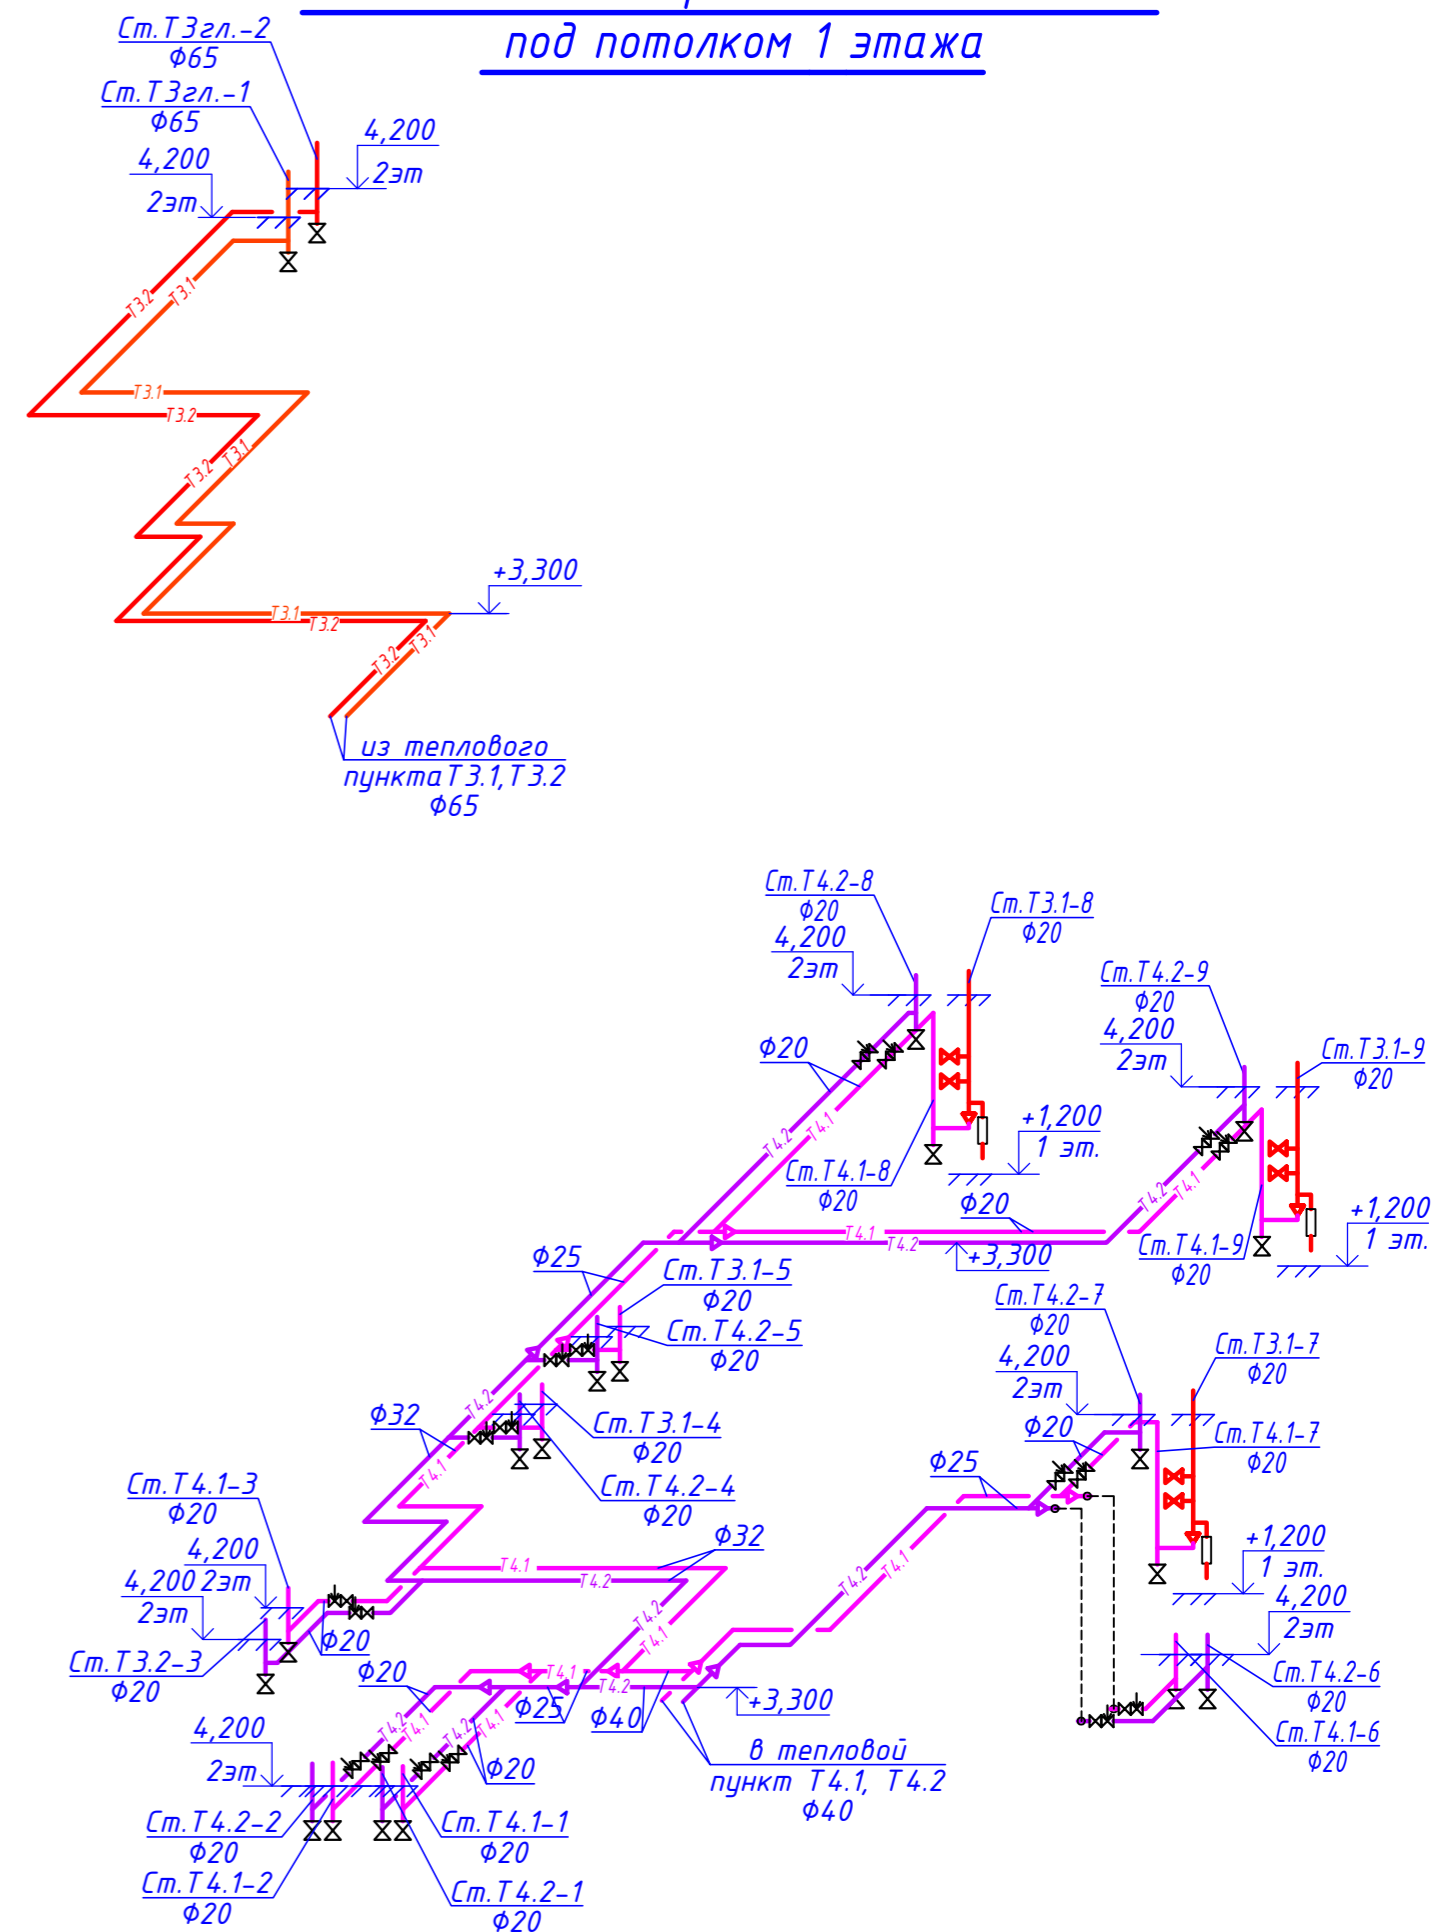 под потолком 1 этажа
Ст.Т3гл.-2
Ф65
Ст.Т3гл.-1
Ф65
4,200
2эт
4,200
2эт
Т3.2
Т3.1
Т3.1
Т3.2
Т3.2
Т3.1
+3,300
Т3.1
Т3.2
Т3.2
Т3.1
из теплового
пункта Т3.1, Т3.2
Ф65
Ст.Т4.2-8
Ф20
4,200
2эт
Ст.Т3.1-8
Ф20
Ст.Т4.2-9
Ф20
4,200
2эт
Ст.Т3.1-9
Ф20
Ф20
Т4.2
Т4.1
+1,200
1 эт.
Ст.Т4.1-8
Ф20
Ф20
Т4.1
Т4.2
+3,300
Т4.2
Т4.1
Ст.Т4.1-9
Ф20
+1,200
1 эт.
Ф25
Ст.Т3.1-5
Ф20
Ст.Т4.2-5
Ф20
Ст.Т4.2-7
Ф20
4,200
2эт
Ст.Т3.1-7
Ф20
Ф32
Т4.2
Т4.1
Ст.Т3.1-4
Ф20
Ст.Т4.2-4
Ф20
Ф20
Ф25
Ст.Т4.1-7
Ф20
Ст.Т4.1-3
Ф20
4,200
2эт
4,200
2эт
Ст.Т3.2-3
Ф20
Ф20
Ф32
Т4.1
Т4.2
Т4.2
Т4.1
Т4.2
Т4.1
+1,200
1 эт.
4,200
2эт
Ст.Т4.2-6
Ф20
Ст.Т4.1-6
Ф20
Ф20
Т4.1
Т4.2
Ф25
Ф40
+3,300
Т4.2
Т4.1
Т4.2
Т4.1
4,200
2эт
Ф20
в тепловой
пункт Т4.1, Т4.2
Ф40
Ст.Т4.2-2
Ф20
Ст.Т4.1-1
Ф20
Ст.Т4.1-2
Ф20
Ст.Т4.2-1
Ф20